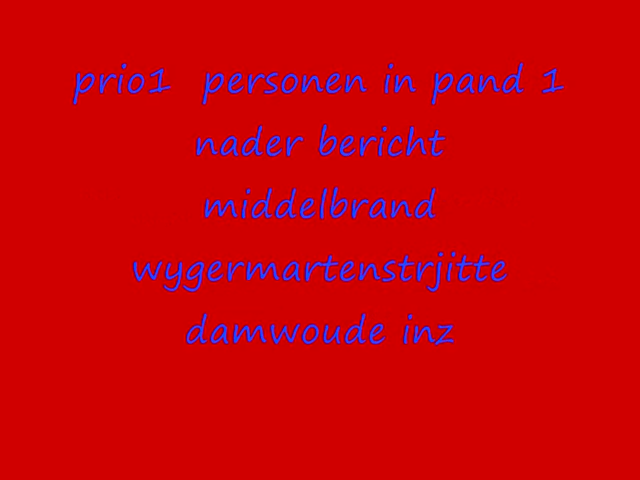 prio1 personen in pand 1
nader bericht
middelbrand
wygermartenstrjitte
damwoude inz